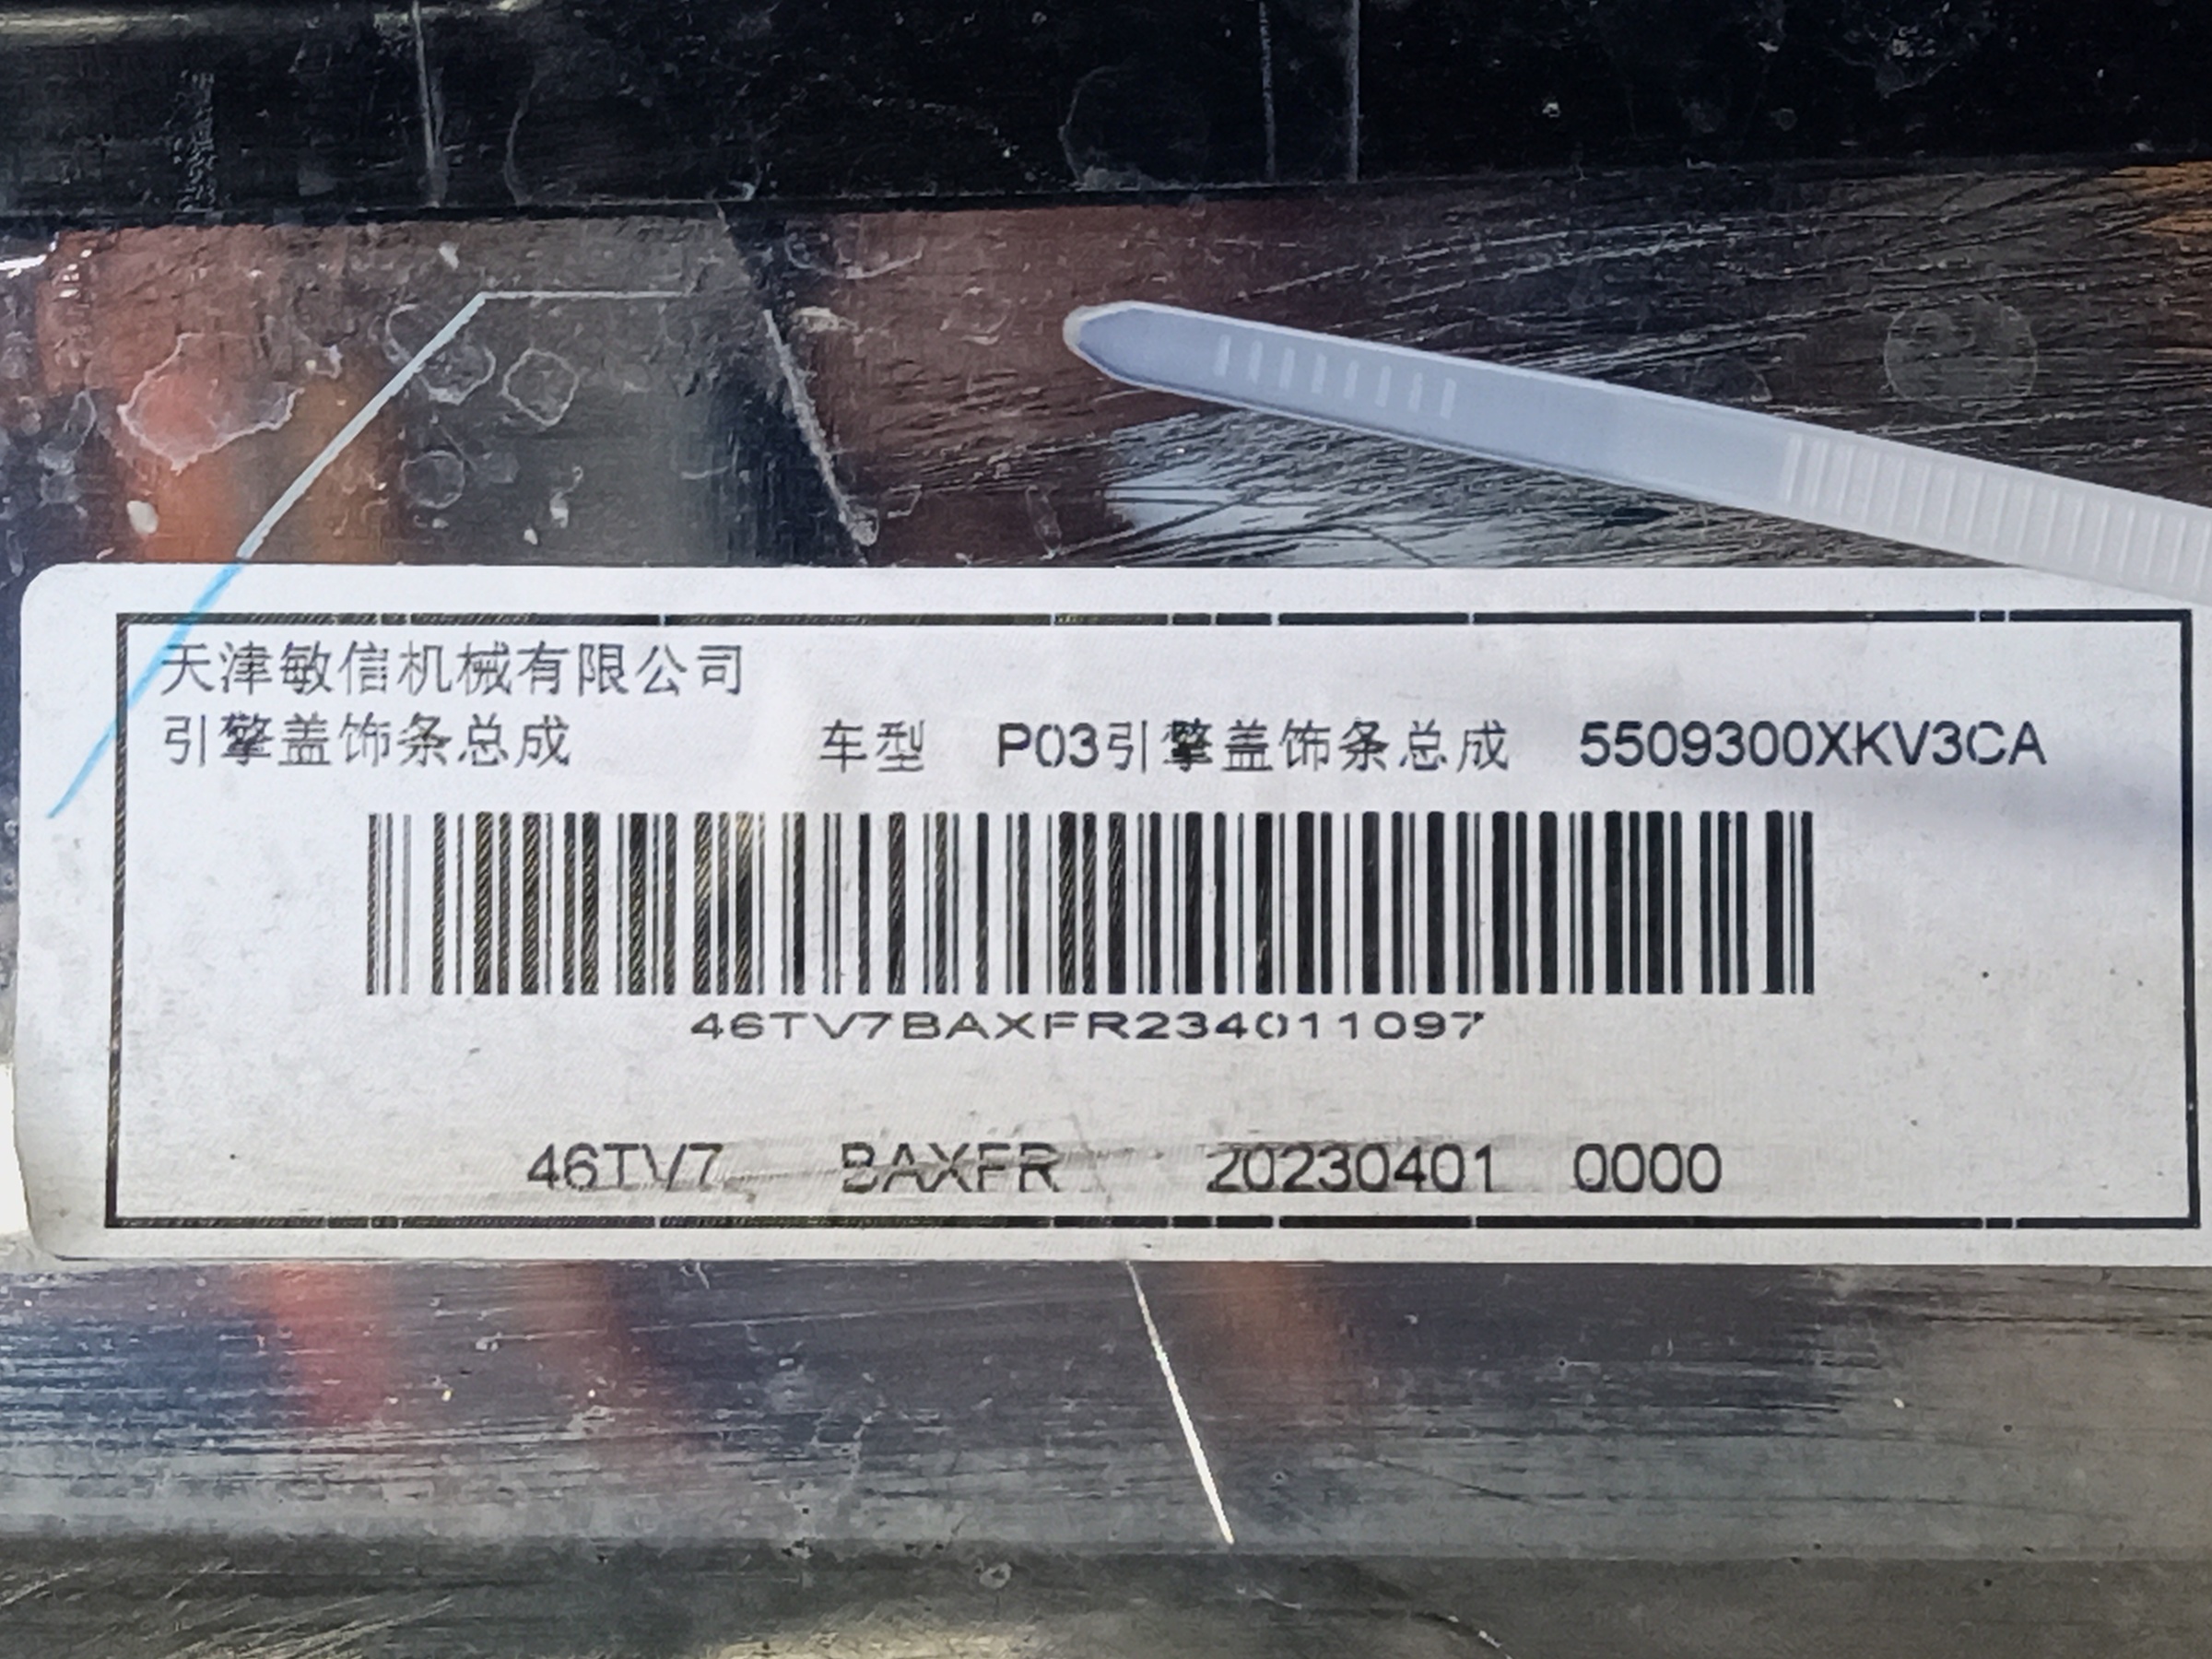 天津敏信机械有限公司
引擎盖饰条总成 车型 P03引擎盖饰条总成 5509300XKV3CA
46TV7BAXFR234011097
46TV7 BAXFR 20230401 0000